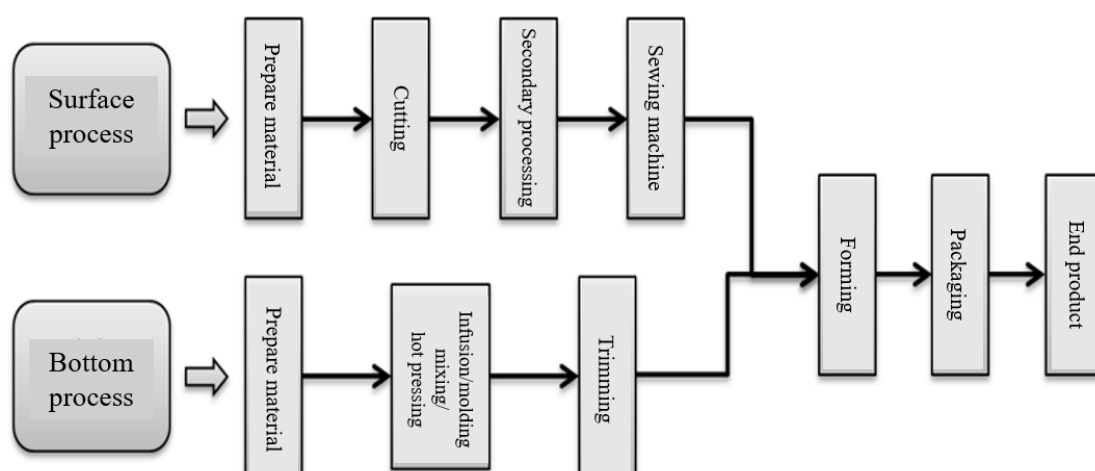 Surface
process
Prepare material
Cutting
Secondary processing
Sewing machine
Bottom
process
Prepare material
Infusion/molding
mixing/
hot pressing
Trimming
Forming
Packaging
End product